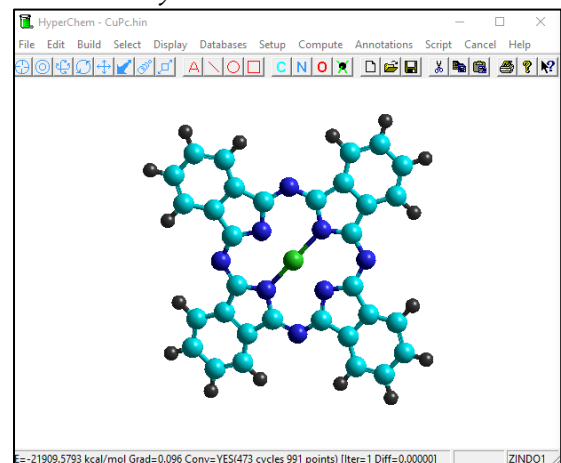 HyperChem - CuPc.hin
File Edit Build Select Display Databases Setup Compute Annotations Script Cancel Help
A C N O
E=-21909.5793 kcal/mol Grad=0.096 Conv=YES(473 cycles 991 points) [Iter=1 Diff=0.00000] ZINDO1